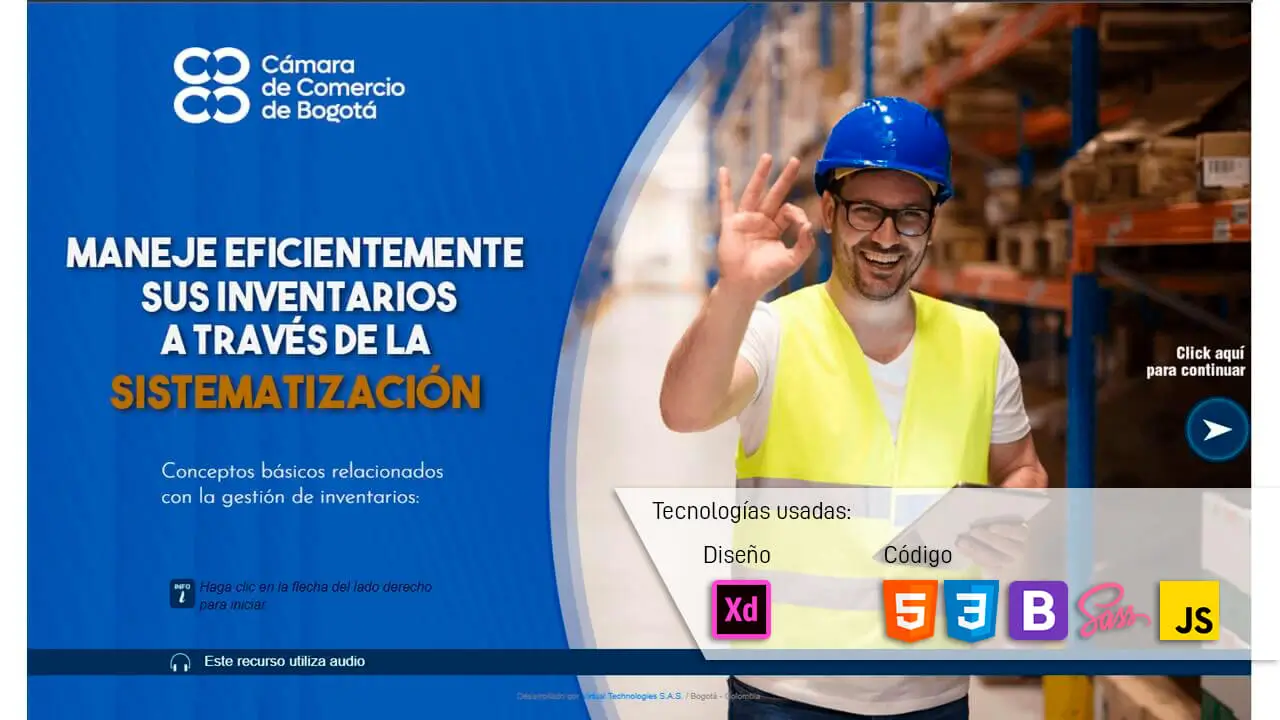 Cámara
de Comercio
de Bogotá
MANEJE EFICIENTEMENTE
SUS INVENTARIOS
A TRAVÉS DE LA
SISTEMATIZACIÓN
Conceptos básicos relacionados
con la gestión de inventarios:
Click aquí
para continuar
Tecnologías usadas:
Diseño
Código
Xd
5
3
B
Sass
JS
INFO
i
Haga clic en la flecha del lado derecho
para iniciar
Este recurso utiliza audio
Desarrollado por Virtual Technologies S.A.S. / Bogotá - Colombia